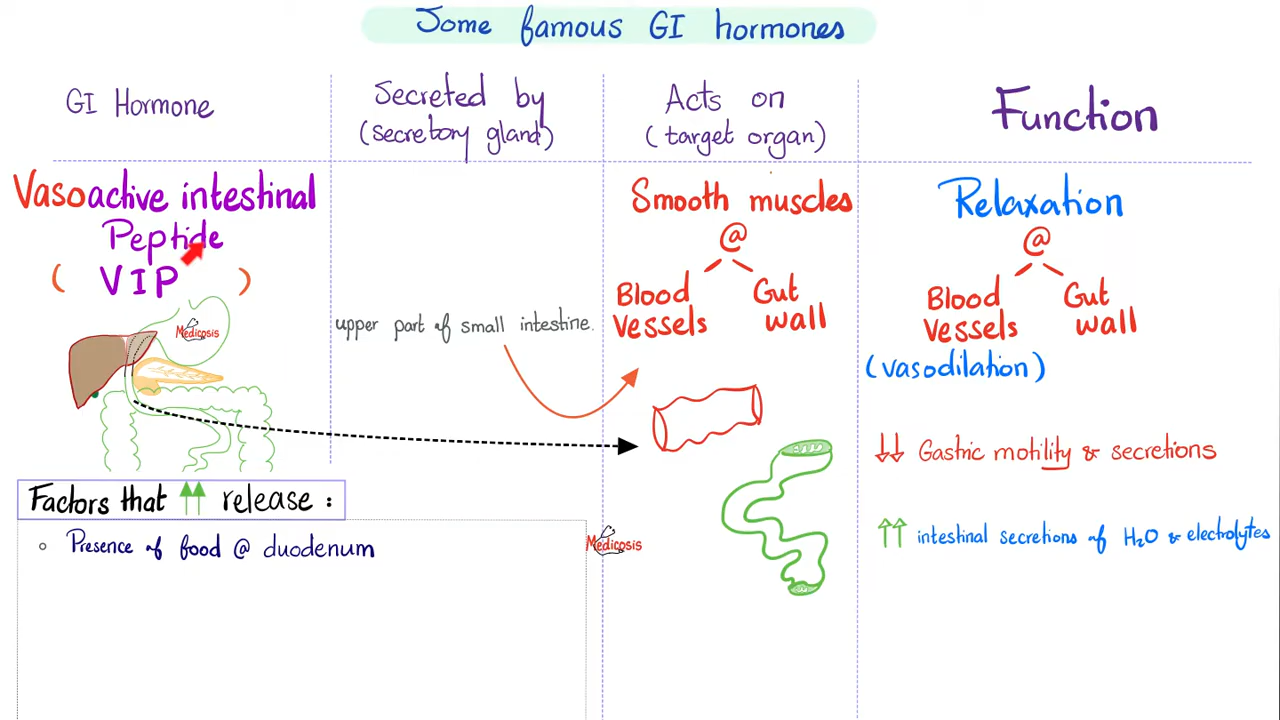 Some famous GI hormones
GI Hormone
Secreted by
(secretory gland)
Acts on
(target organ)
Function
Vasoactive intestinal
Peptide
( VIP )
Medicosis
upper part of small intestine.
Smooth muscles
@
Blood Vessels
Gut wall
Relaxation
@
Blood Vessels
Gut wall
(vasodilation)
↓↓ Gastric motility & secretions
↑↑ intestinal secretions of H₂O & electrolytes
Factors that ↑↑ release :
○ Presence of food @ duodenum
Medicosis